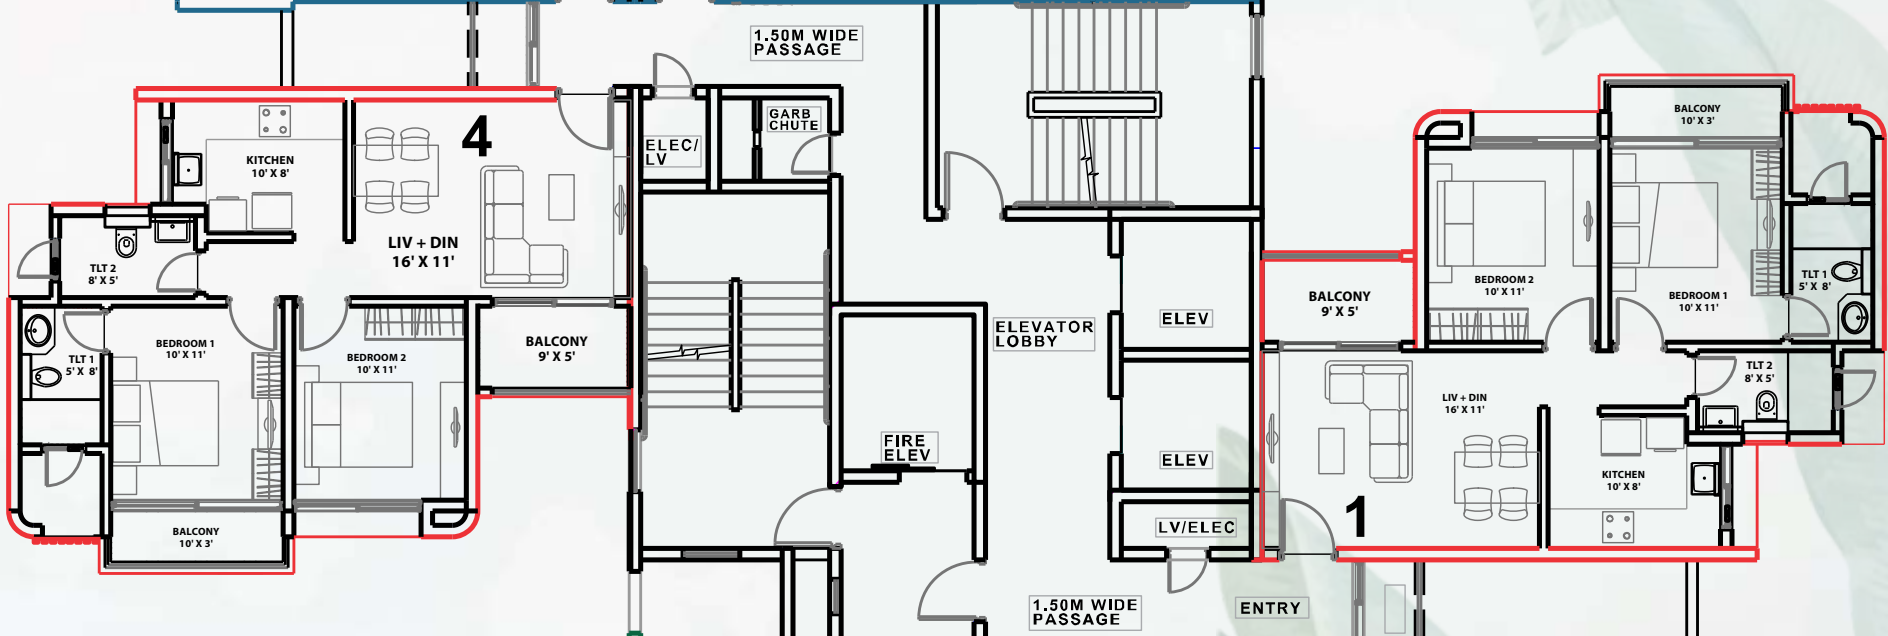 1.50M WIDE
PASSAGE
4
KITCHEN
10' X 8'
LIV + DIN
16' X 11'
TLT 2
8' X 5'
TLT 1
5' X 8'
BEDROOM 1
10' X 11'
BEDROOM 2
10' X 11'
BALCONY
9' X 5'
BALCONY
10' X 3'
ELEC/
LV
GARB
CHUTE
ELEVATOR
LOBBY
FIRE
ELEV
ELEV
ELEV
LV/ELEC
1.50M WIDE
PASSAGE
ENTRY
BALCONY
10' X 3'
BEDROOM 2
10' X 11'
BEDROOM 1
10' X 11'
TLT 1
5' X 8'
BALCONY
9' X 5'
TLT 2
8' X 5'
LIV + DIN
16' X 11'
KITCHEN
10' X 8'
1